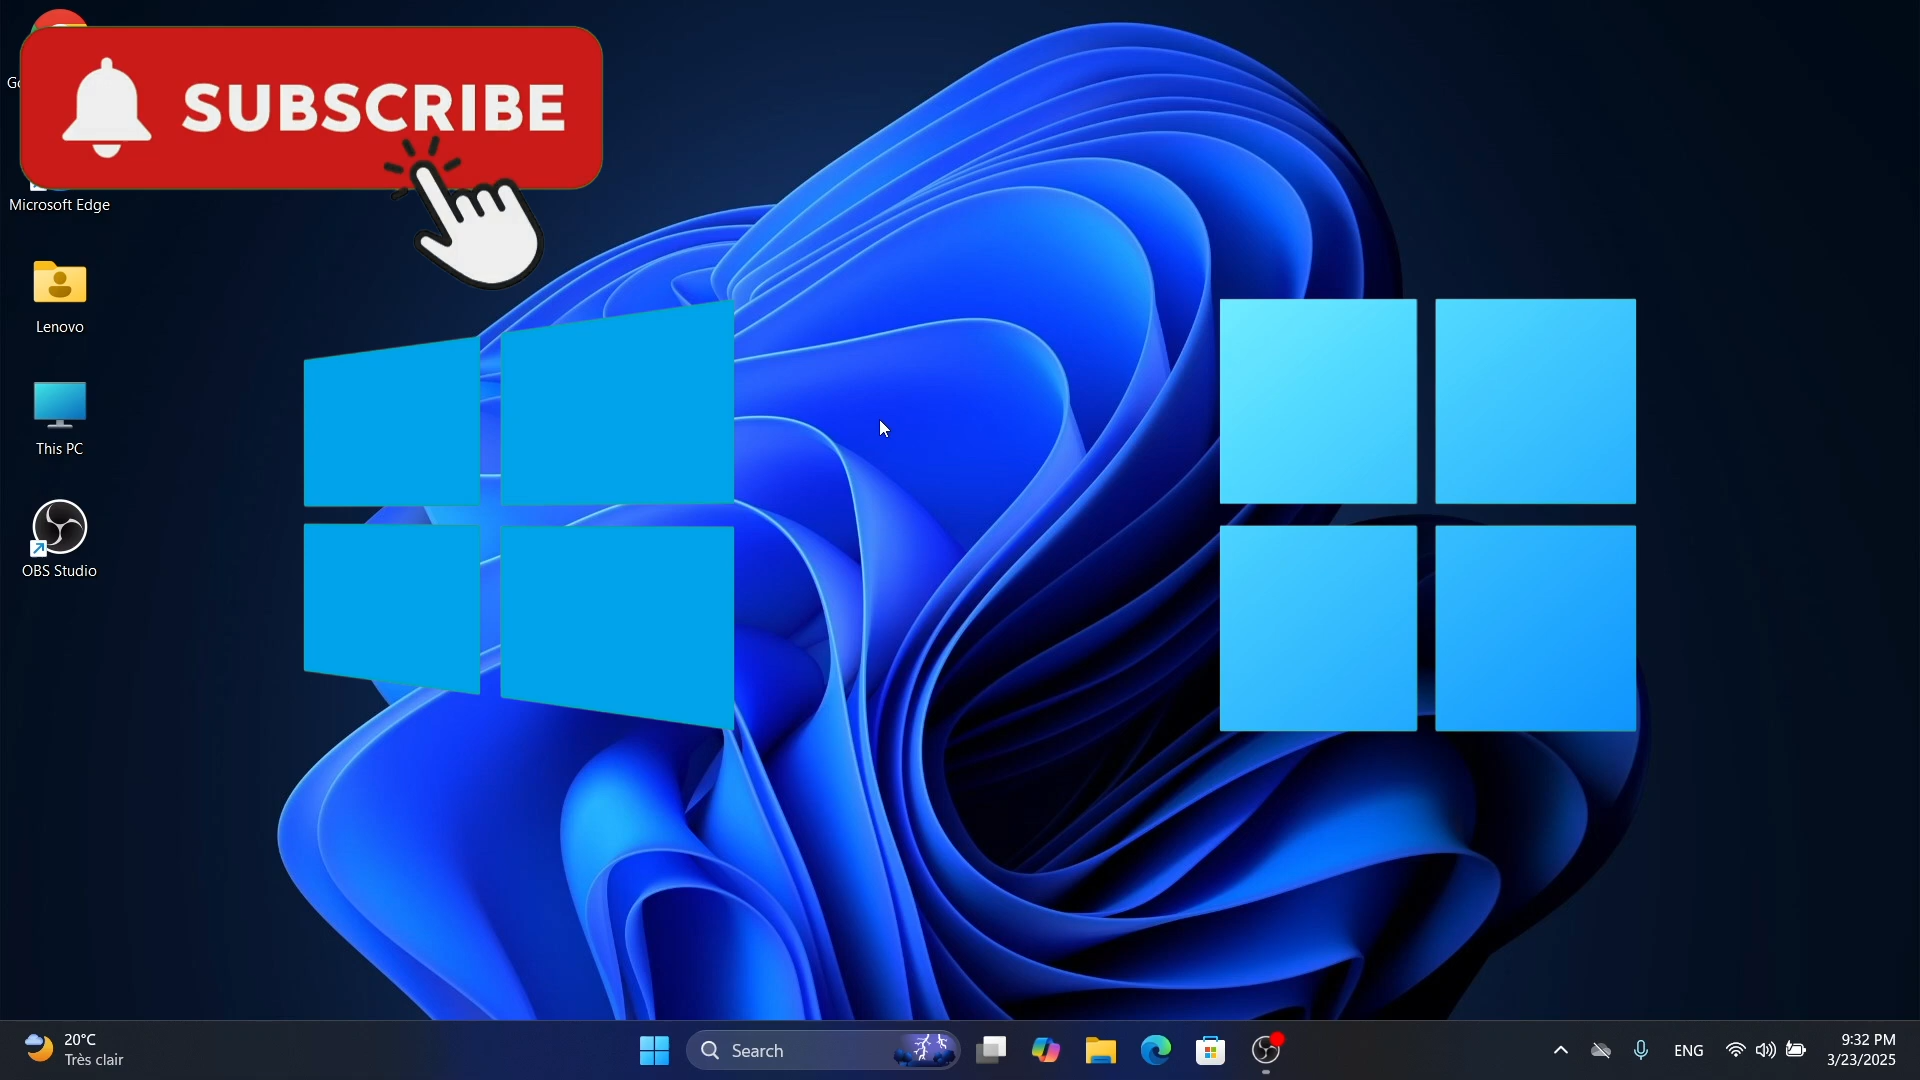 SUBSCRIBE
Microsoft Edge
Lenovo
This PC
OBS Studio
20°C
Très clair
Search
ENG
9:32 PM
3/23/2025